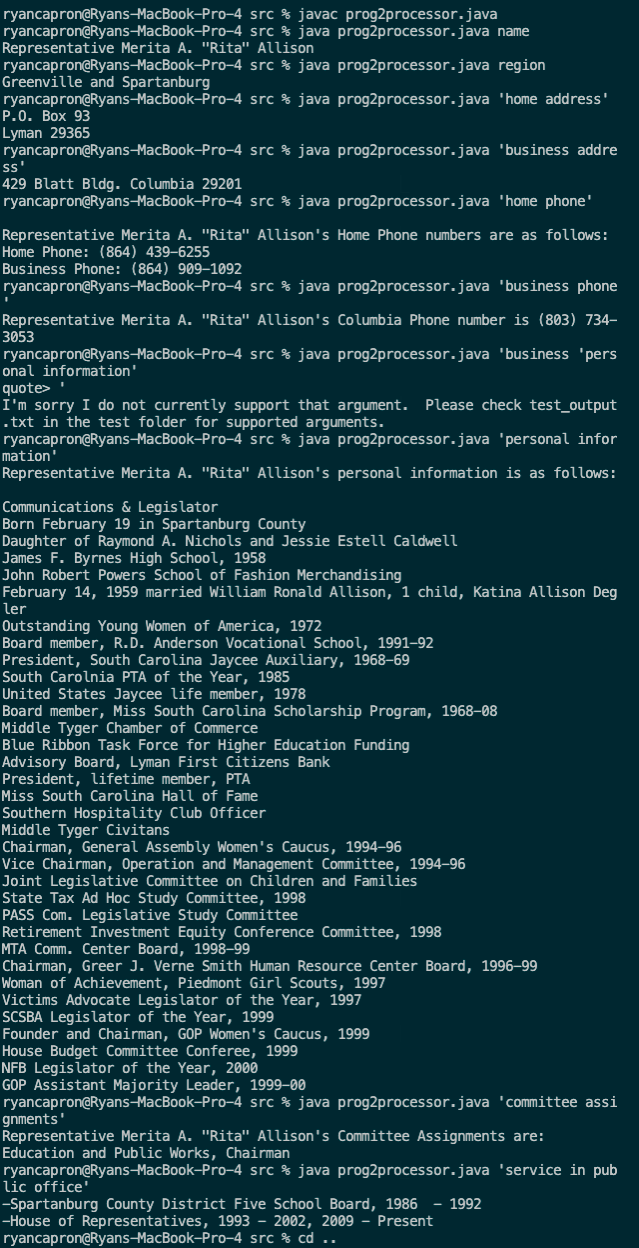 ryancapron@Ryans-MacBook-Pro-4 src % javac prog2processor.java
ryancapron@Ryans-MacBook-Pro-4 src % java prog2processor.java name
Representative Merita A. "Rita" Allison
ryancapron@Ryans-MacBook-Pro-4 src % java prog2processor.java region
Greenville and Spartanburg
ryancapron@Ryans-MacBook-Pro-4 src % java prog2processor.java 'home address'
P.O. Box 93
Lyman 29365
ryancapron@Ryans-MacBook-Pro-4 src % java prog2processor.java 'business addre
ss'
429 Blatt Bldg. Columbia 29201
ryancapron@Ryans-MacBook-Pro-4 src % java prog2processor.java 'home phone'

Representative Merita A. "Rita" Allison's Home Phone numbers are as follows:
Home Phone: (864) 439-6255
Business Phone: (864) 909-1092
ryancapron@Ryans-MacBook-Pro-4 src % java prog2processor.java 'business phone
'
Representative Merita A. "Rita" Allison's Columbia Phone number is (803) 734-
3053
ryancapron@Ryans-MacBook-Pro-4 src % java prog2processor.java 'business 'pers
onal information'
quote> '
I'm sorry I do not currently support that argument.  Please check test_output
.txt in the test folder for supported arguments.
ryancapron@Ryans-MacBook-Pro-4 src % java prog2processor.java 'personal infor
mation'
Representative Merita A. "Rita" Allison's personal information is as follows:

Communications & Legislator
Born February 19 in Spartanburg County
Daughter of Raymond A. Nichols and Jessie Estell Caldwell
James F. Byrnes High School, 1958
John Robert Powers School of Fashion Merchandising
February 14, 1959 married William Ronald Allison, 1 child, Katina Allison Deg
ler
Outstanding Young Women of America, 1972
Board member, R.D. Anderson Vocational School, 1991-92
President, South Carolina Jaycee Auxiliary, 1968-69
South Carolnia PTA of the Year, 1985
United States Jaycee life member, 1978
Board member, Miss South Carolina Scholarship Program, 1968-08
Middle Tyger Chamber of Commerce
Blue Ribbon Task Force for Higher Education Funding
Advisory Board, Lyman First Citizens Bank
President, lifetime member, PTA
Miss South Carolina Hall of Fame
Southern Hospitality Club Officer
Middle Tyger Civitans
Chairman, General Assembly Women's Caucus, 1994-96
Vice Chairman, Operation and Management Committee, 1994-96
Joint Legislative Committee on Children and Families
State Tax Ad Hoc Study Committee, 1998
PASS Com. Legislative Study Committee
Retirement Investment Equity Conference Committee, 1998
MTA Comm. Center Board, 1998-99
Chairman, Greer J. Verne Smith Human Resource Center Board, 1996-99
Woman of Achievement, Piedmont Girl Scouts, 1997
Victims Advocate Legislator of the Year, 1997
SCSBA Legislator of the Year, 1999
Founder and Chairman, GOP Women's Caucus, 1999
House Budget Committee Conferee, 1999
NFB Legislator of the Year, 2000
GOP Assistant Majority Leader, 1999-00
ryancapron@Ryans-MacBook-Pro-4 src % java prog2processor.java 'committee assi
gnments'
Representative Merita A. "Rita" Allison's Committee Assignments are:
Education and Public Works, Chairman
ryancapron@Ryans-MacBook-Pro-4 src % java prog2processor.java 'service in pub
lic office'
-Spartanburg County District Five School Board, 1986  - 1992
-House of Representatives, 1993 - 2002, 2009 - Present
ryancapron@Ryans-MacBook-Pro-4 src % cd ..